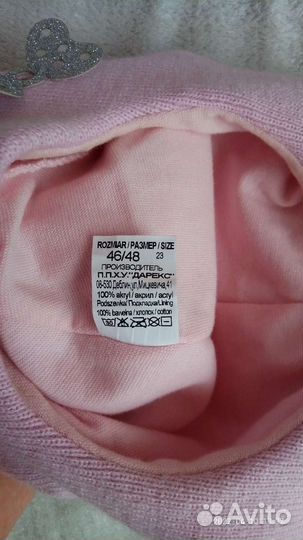 ROZMIAR / РАЗМЕР / SIZE
46/48 23
ПРОИЗВОДИТЕЛЬ
П.П.Х.У."ДАРЕКС"
08-530 Деблин,ул.Мицкевича,41
100% akryl / акрил / acryl
Podszewka/ Подкладка/Lining
100% bawełna / хлопок / cotton
Avito